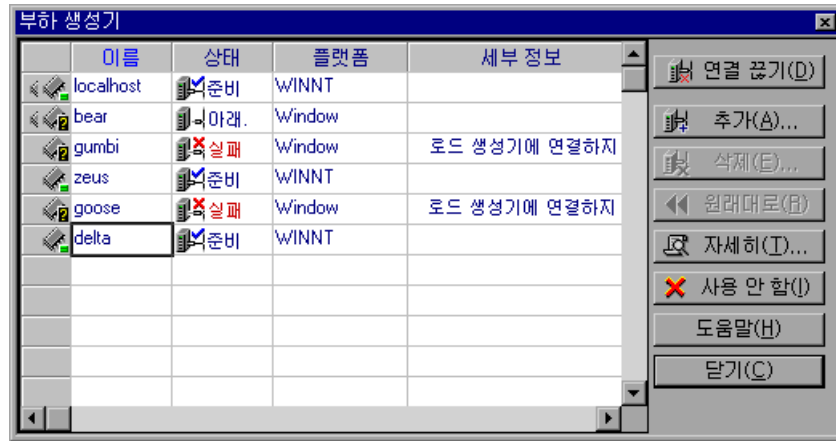 부하 생성기
이름 상태 플랫폼 세부 정보
localhost 준비 WINNT
bear 아래. Window
gumbi 실패 Window 로드 생성기에 연결하지
zeus 준비 WINNT
goose 실패 Window 로드 생성기에 연결하지
delta 준비 WINNT
연결 끊기(D)
추가(A)...
삭제(E)...
원래대로(R)
자세히(T)...
사용 안 함(I)
도움말(H)
닫기(C)